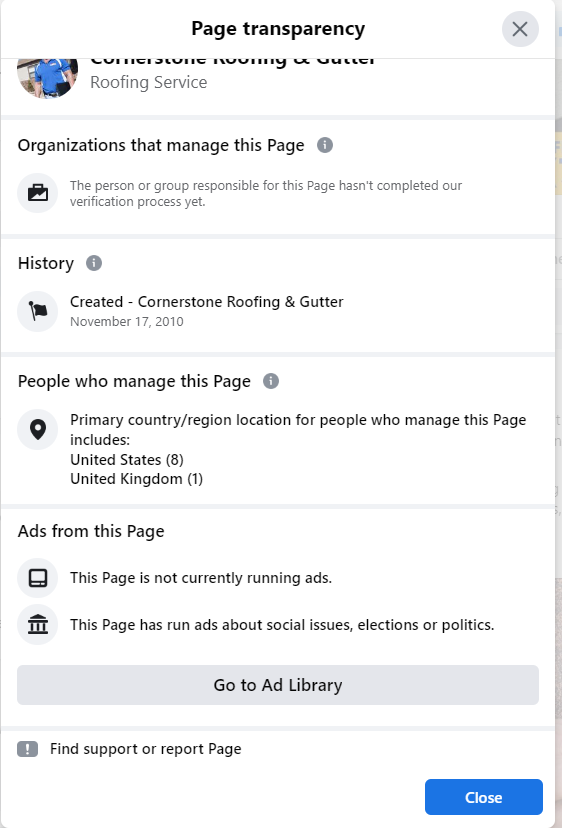 Page transparency
Cornerstone Roofing & Gutter
Roofing Service
Organizations that manage this Page
The person or group responsible for this Page hasn't completed our
verification process yet.
History
Created - Cornerstone Roofing & Gutter
November 17, 2010
People who manage this Page
Primary country/region location for people who manage this Page
includes:
United States (8)
United Kingdom (1)
Ads from this Page
This Page is not currently running ads.
This Page has run ads about social issues, elections or politics.
Go to Ad Library
Find support or report Page
Close